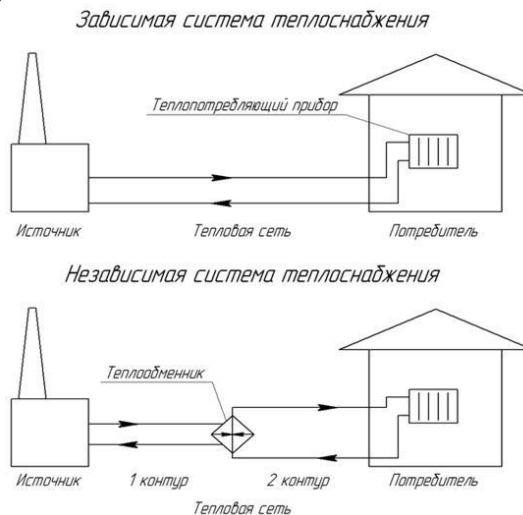 Зависимая система теплоснабжения
Теплопотребляющий прибор
Источник
Тепловая сеть
Потребитель
Независимая система теплоснабжения
Теплообменник
Источник
1 контур
2 контур
Потребитель
Тепловая сеть